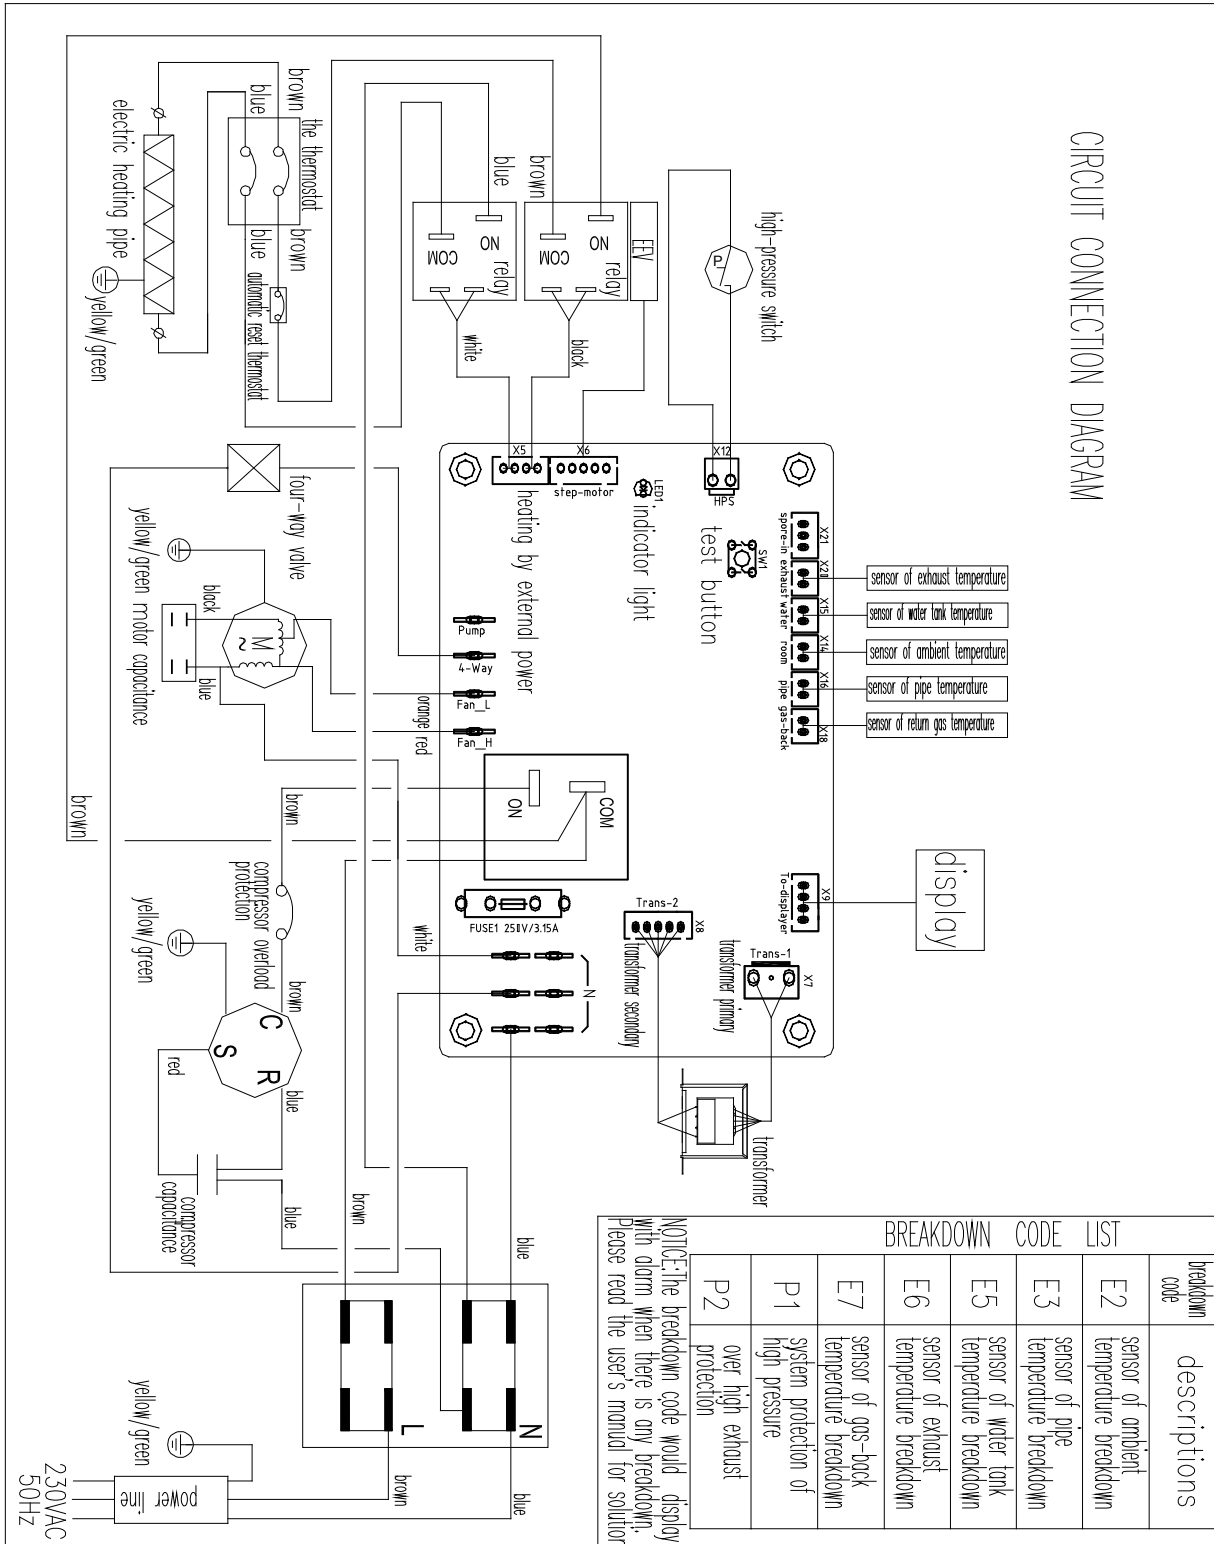 CIRCUIT CONNECTION DIAGRAM
brown
blue
the thermostat
electric heating pipe
blue
brown
automatic reset thermostat
yellow/green
blue
brown
NO
COM
relay
NO
COM
relay
EEV
white
black
high-pressure switch
P
X5
X6
step-motor
heating by external power
LED1
indicator light
X12
HPS
test button
SW1
X21
spore-in
X20
exhaust
X15
water
X14
room
X16
pipe
X18
gas-back
sensor of exhaust temperature
sensor of water tank temperature
sensor of ambient temperature
sensor of pipe temperature
sensor of return gas temperature
four-way valve
yellow/green
motor capacitance
black
blue
M
~
Pump
4-Way
Fan_L
Fan_H
orange
red
COM
ON
brown
brown
compressor overload
protection
yellow/green
brown
C
S
R
red
blue
compressor
capacitance
blue
FUSE1 250V/3.15A
white
N
Trans-2
X8
transformer secondary
Trans-1
X7
transformer primary
transformer
X9
To-displayer
display
brown
blue
L
N
brown
blue
yellow/green
power line
230VAC
50Hz
BREAKDOWN CODE LIST
breakdown
code
descriptions
E2
sensor of ambient
temperature breakdown
E3
sensor of pipe
temperature breakdown
E5
sensor of water tank
temperature breakdown
E6
sensor of exhaust
temperature breakdown
E7
sensor of gas-back
temperature breakdown
P1
system protection of
high pressure
P2
over high exhaust
protection
NOTICE:The breakdown code would display
with alarm when there is any breakdown,
Please read the user's manual for solution